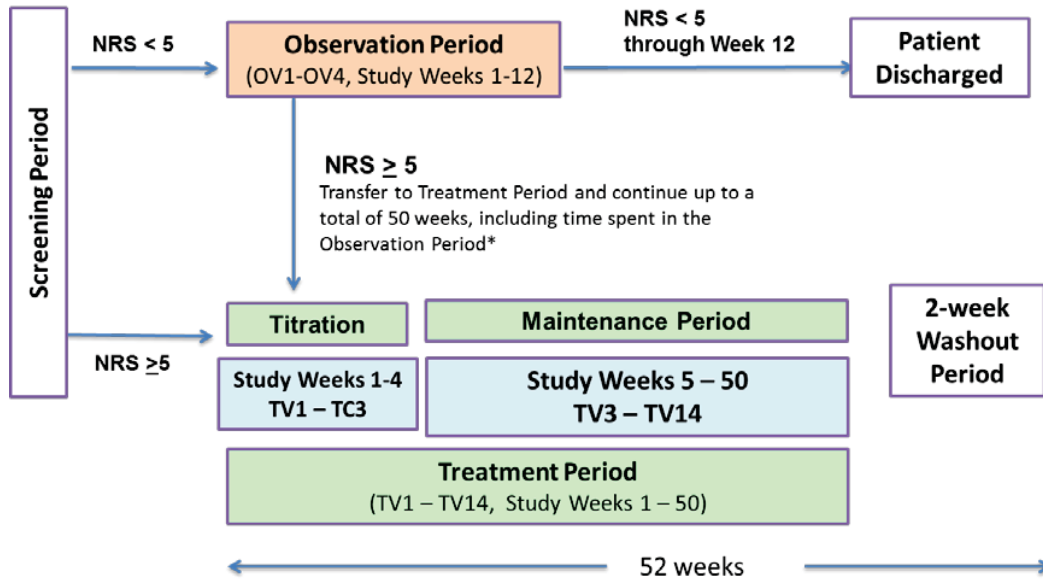 Screening Period
NRS < 5
Observation Period
(OV1-OV4, Study Weeks 1-12)
NRS < 5
through Week 12
Patient
Discharged
NRS ≥ 5
Transfer to Treatment Period and continue up to a
total of 50 weeks, including time spent in the
Observation Period*
NRS ≥5
Titration
Maintenance Period
2-week
Washout
Period
Study Weeks 1-4
TV1 – TC3
Study Weeks 5 – 50
TV3 – TV14
Treatment Period
(TV1 – TV14, Study Weeks 1 – 50)
52 weeks